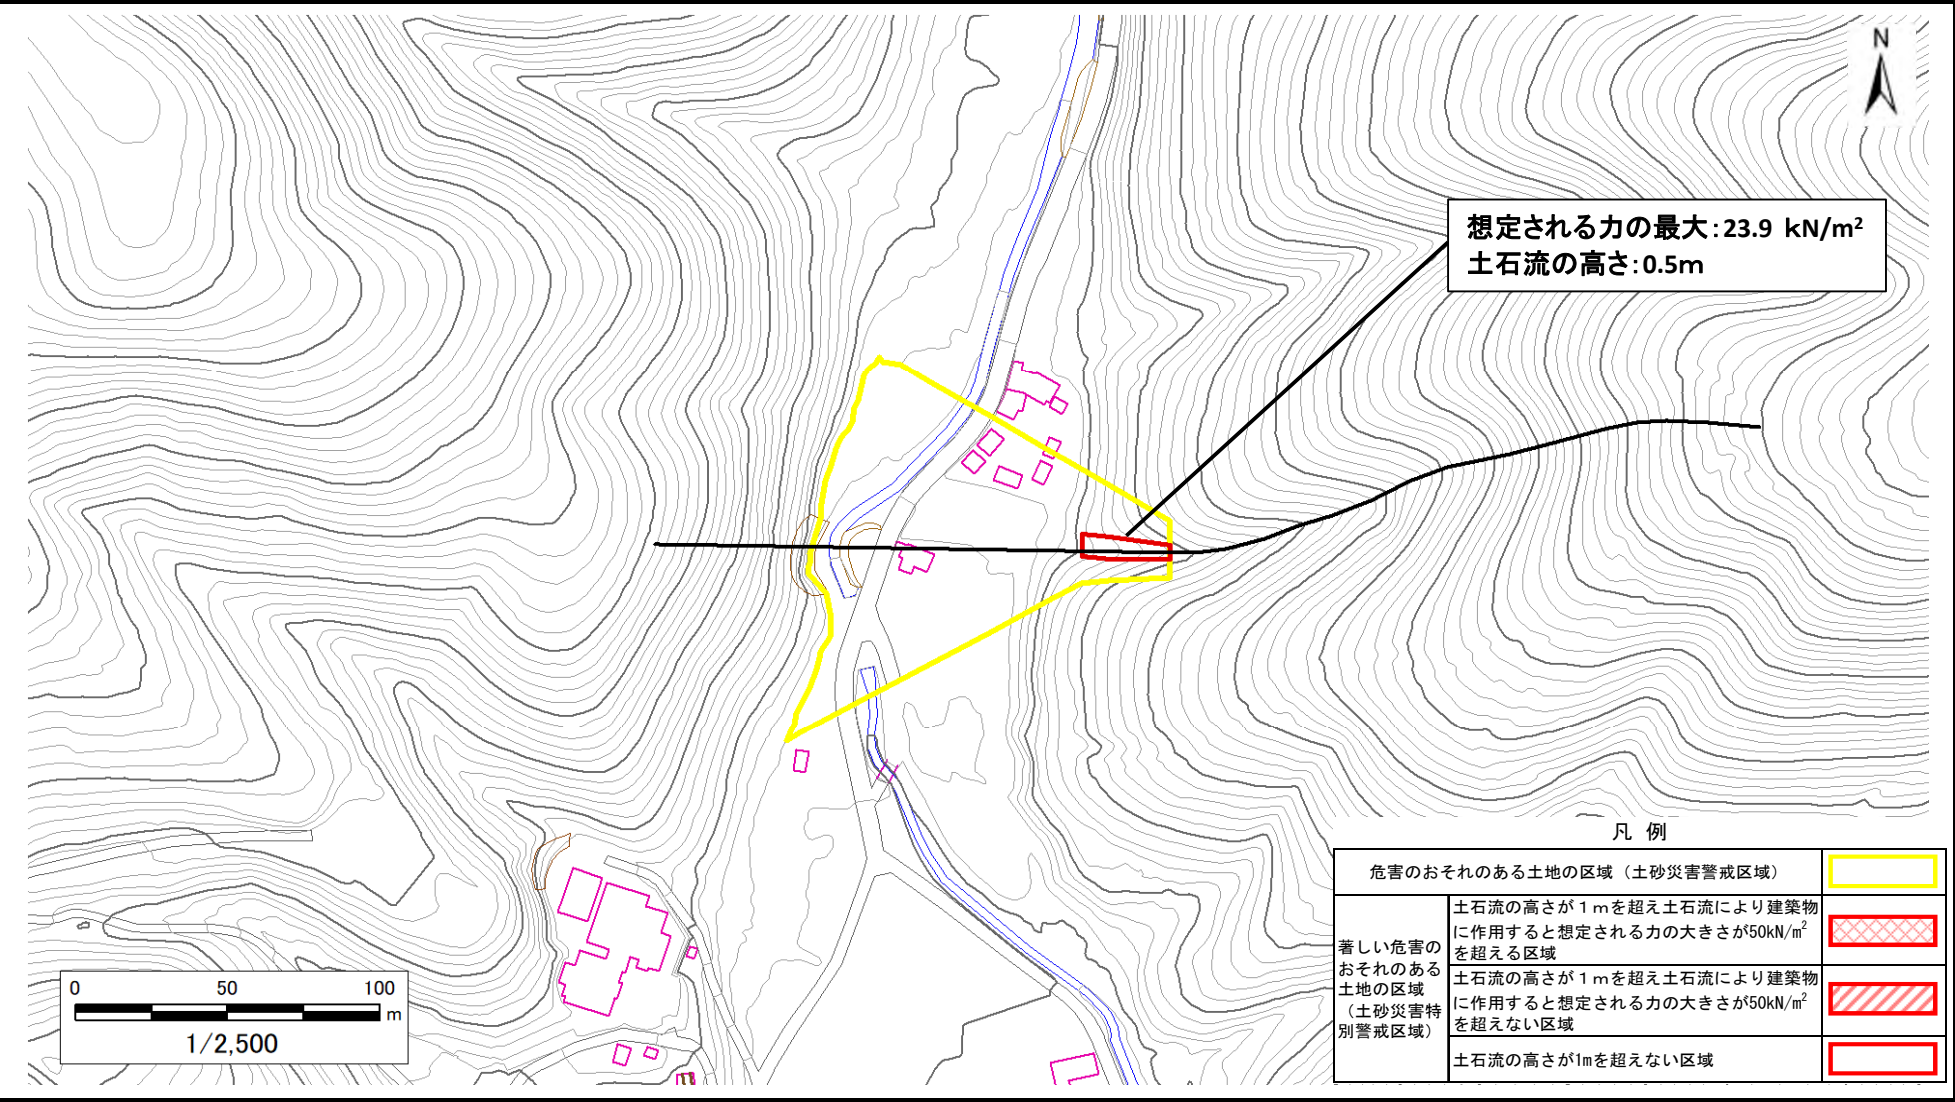 N
想定される力の最大：23.9 kN/m²
土石流の高さ：0.5m
凡 例
危害のおそれのある土地の区域（土砂災害警戒区域）
著しい危害の
おそれのある
土地の区域
（土砂災害特
別警戒区域）
土石流の高さが１ｍを超え土石流により建築物
に作用すると想定される力の大きさが50kN/㎡
を超える区域
土石流の高さが１ｍを超え土石流により建築物
に作用すると想定される力の大きさが50kN/㎡
を超えない区域
土石流の高さが1mを超えない区域
0 50 100
m
1/2,500